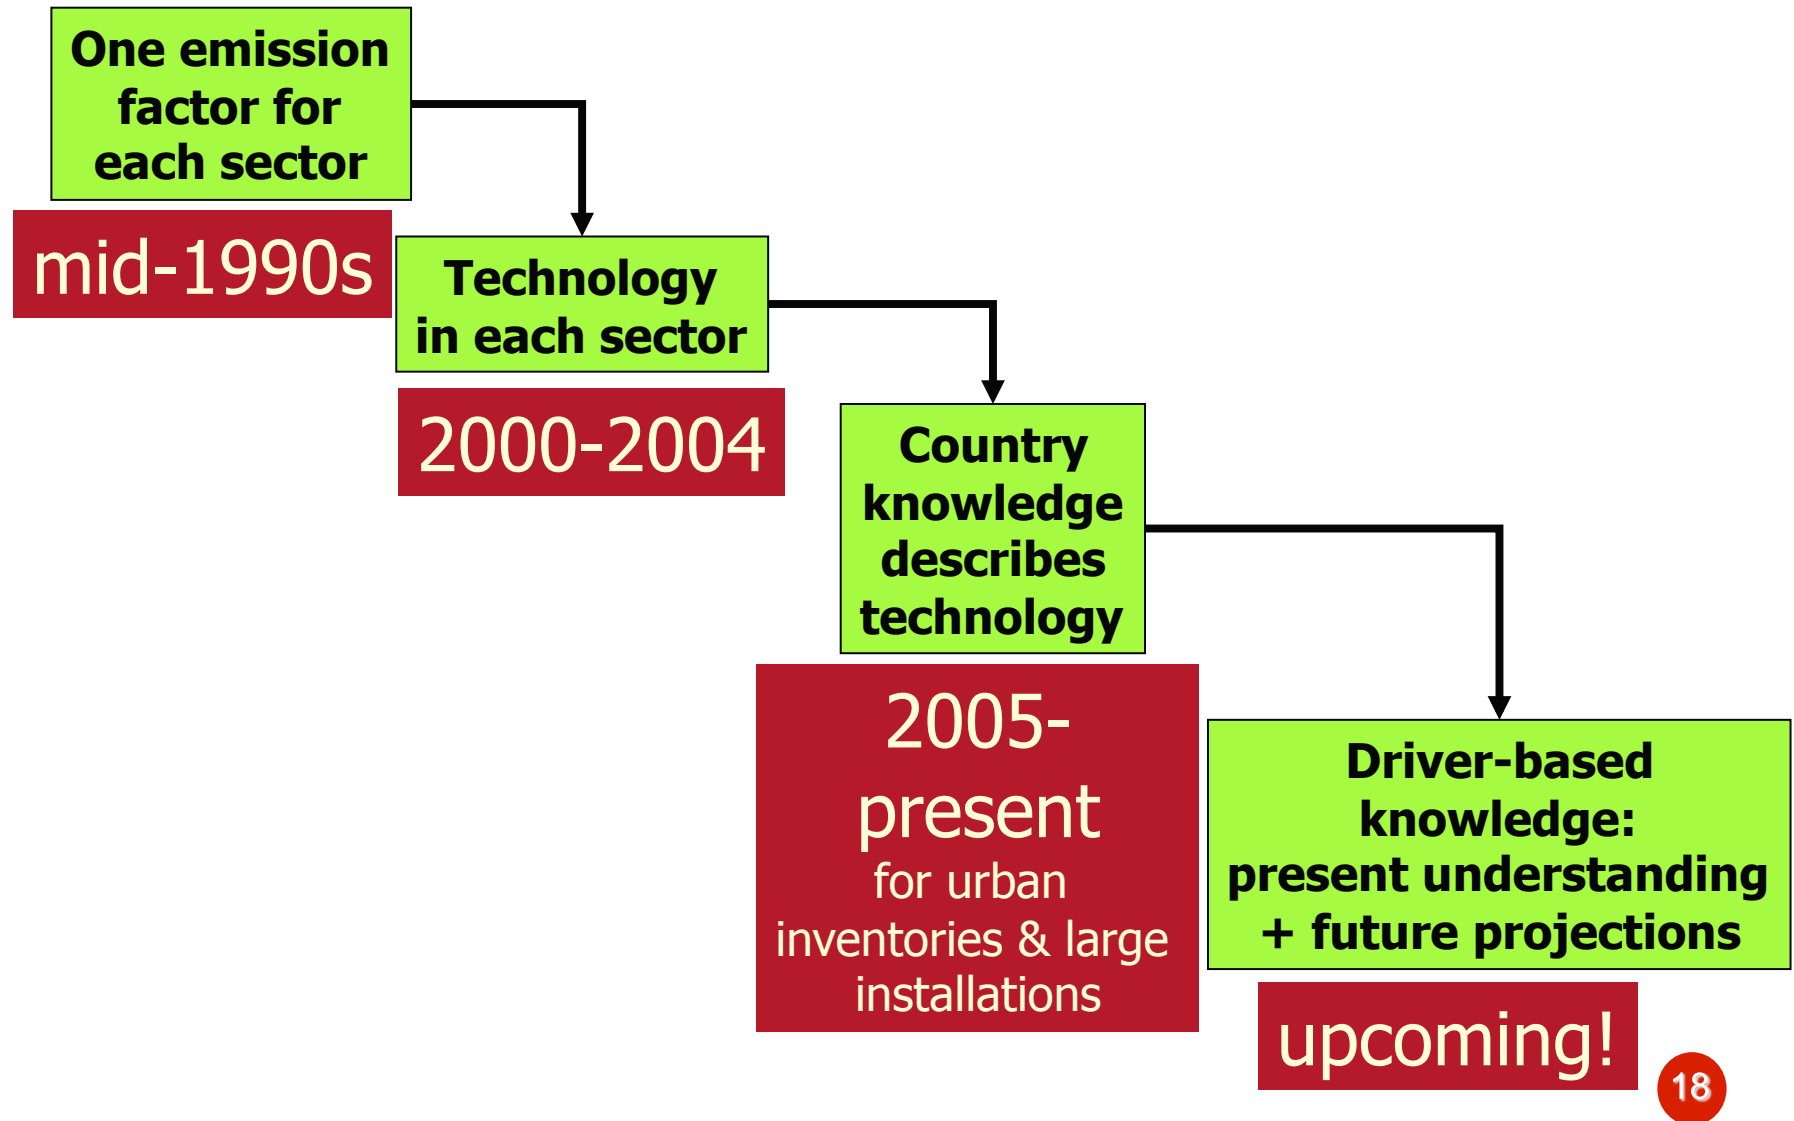 One emission
factor for
each sector
mid-1990s
Technology
in each sector
2000-2004
Country
knowledge
describes
technology
2005-
present
for urban
inventories & large
installations
Driver-based
knowledge:
present understanding
+ future projections
upcoming!
18